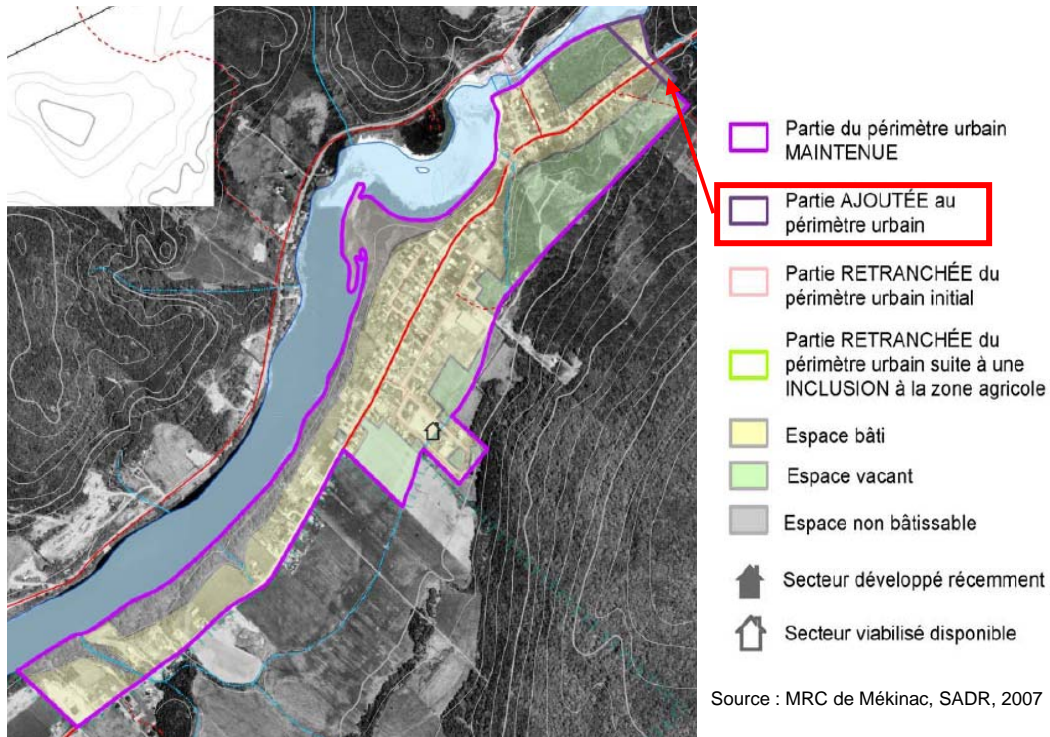 Partie du périmètre urbain
MAINTENUE
Partie AJOUTÉE au
périmètre urbain
Partie RETRANCHÉE du
périmètre urbain initial
Partie RETRANCHÉE du
périmètre urbain suite à une
INCLUSION à la zone agricole
Espace bâti
Espace vacant
Espace non bâtissable
Secteur développé récemment
Secteur viabilisé disponible
Source : MRC de Mékinac, SADR, 2007